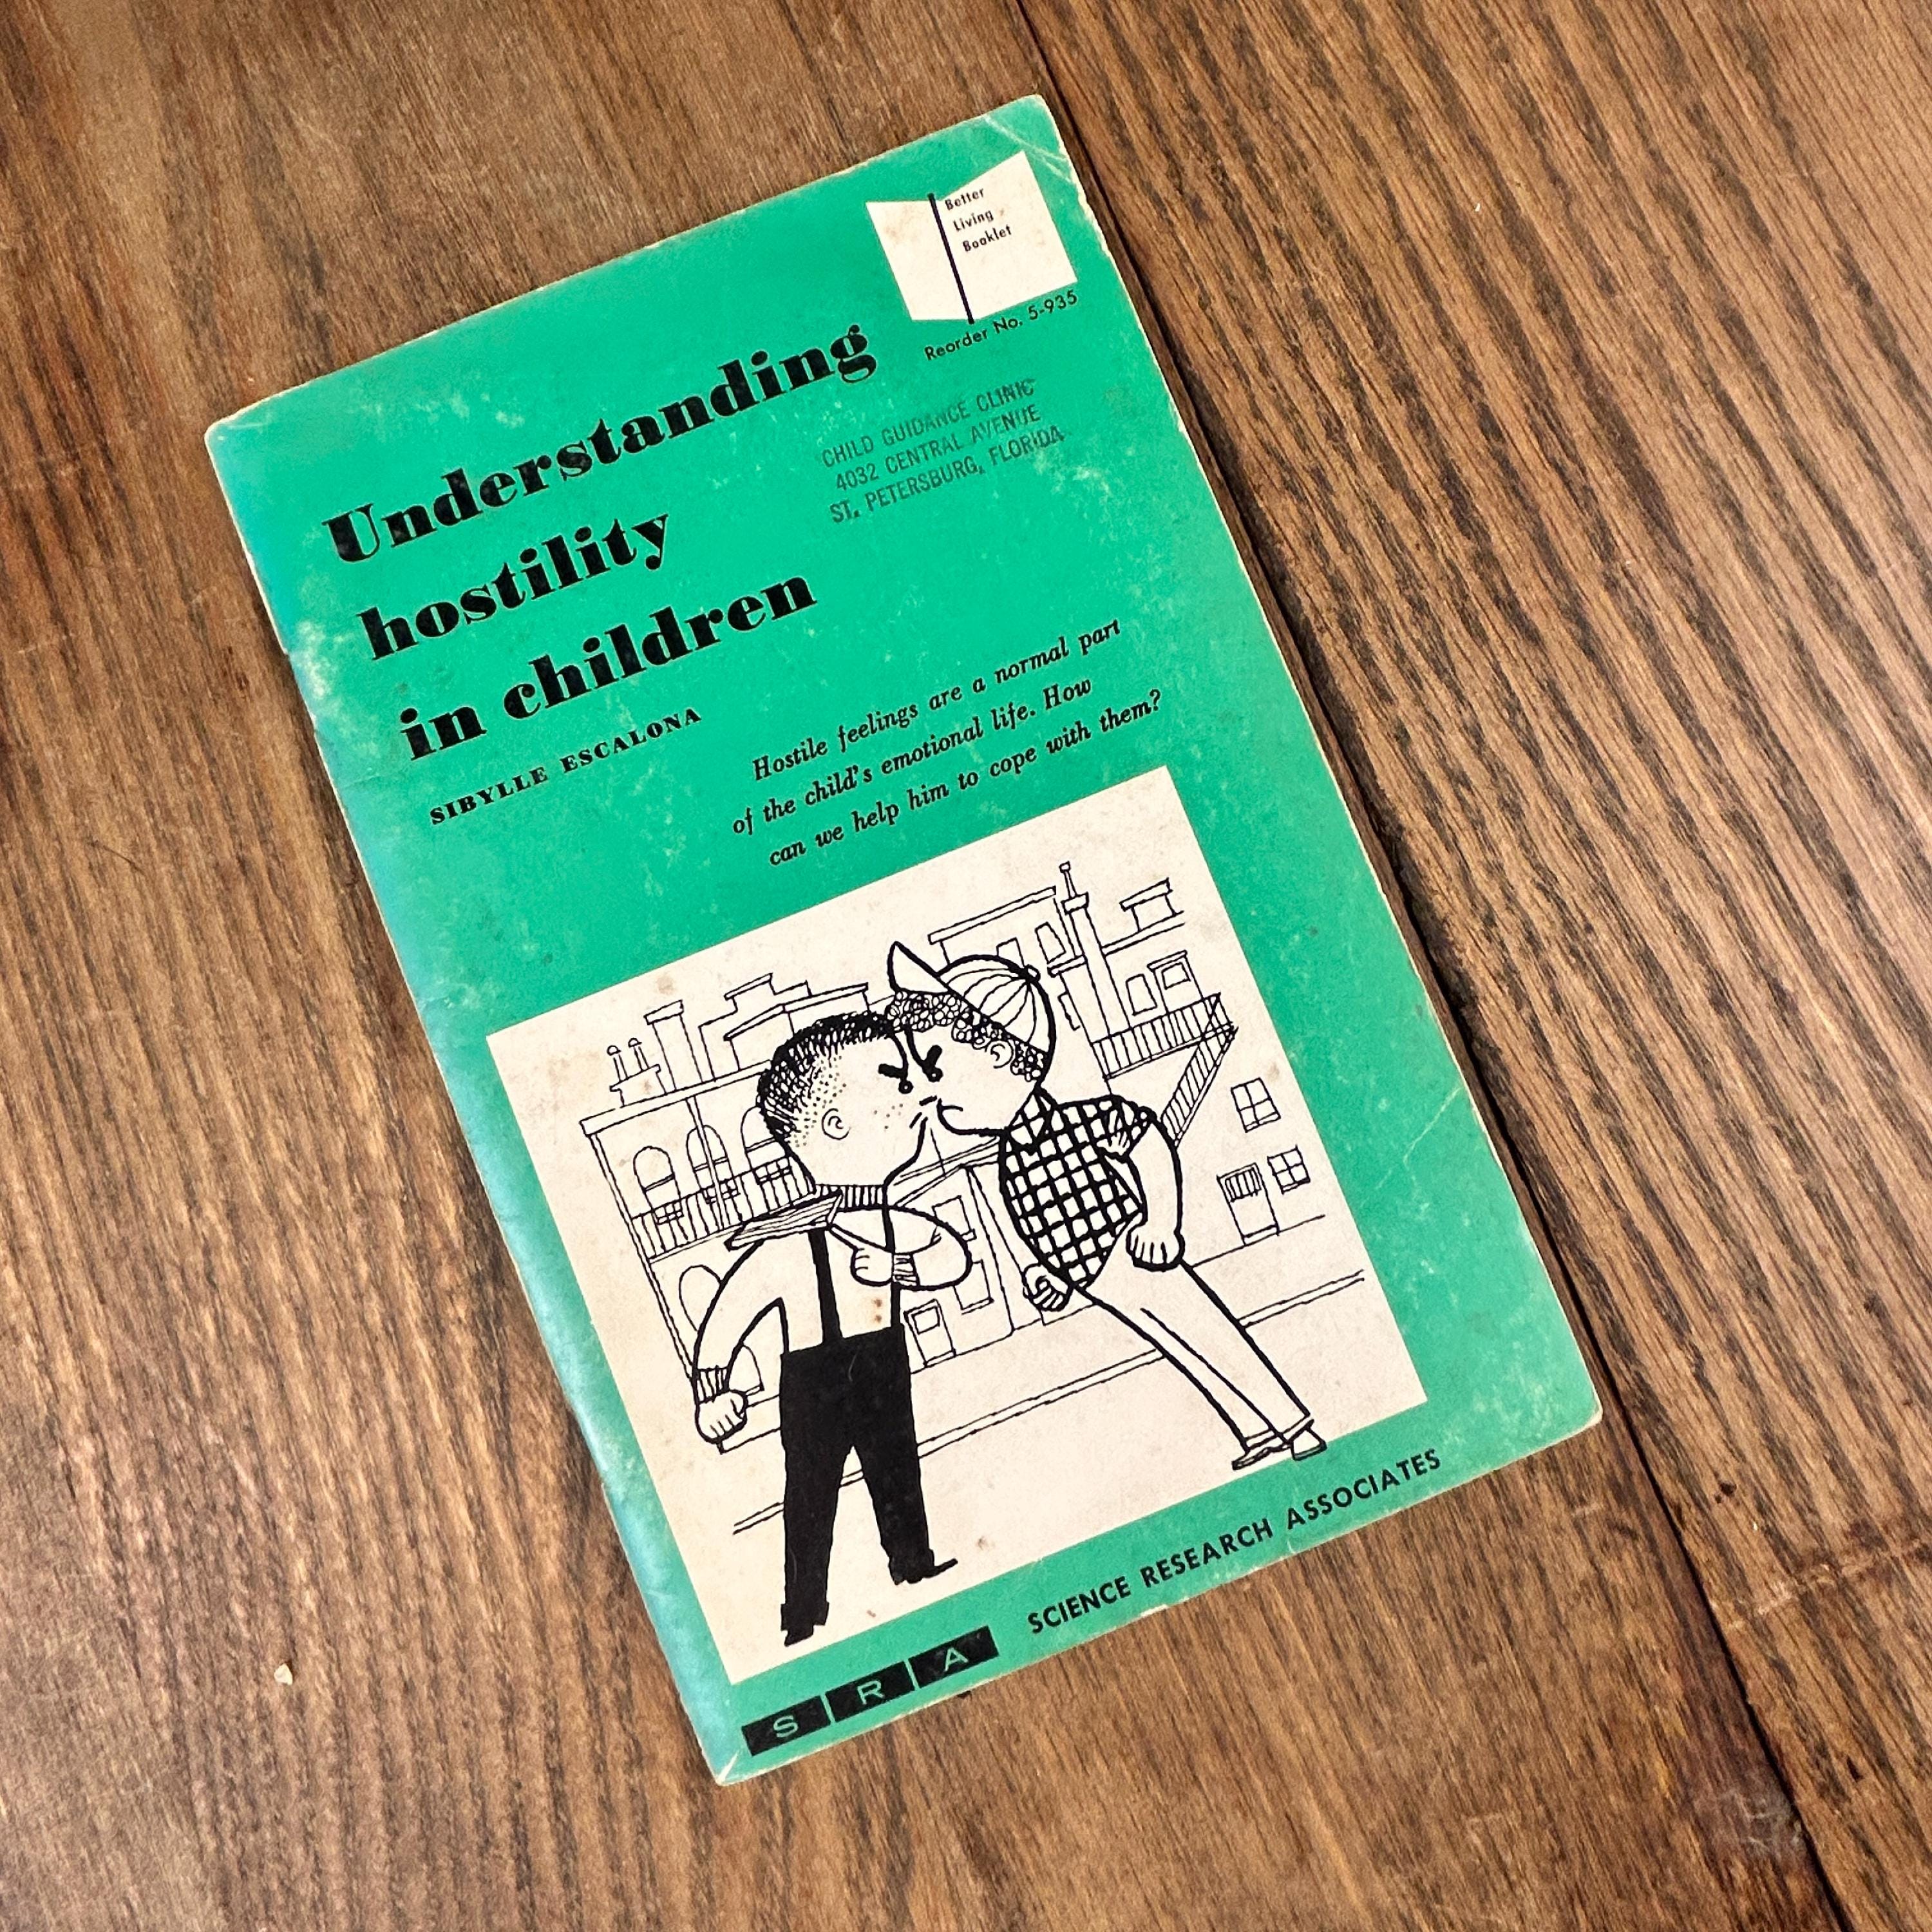 Better
Living
Booklet
Reorder No. 5-935
Understanding
hostility
in children
SIBYLLE ESCALONA
CHILD GUIDANCE CLINIC
4032 CENTRAL AVENUE
ST. PETERSBURG, FLORIDA
Hostile feelings are a normal part
of the child's emotional life. How
can we help him to cope with them?
SRA
SCIENCE RESEARCH ASSOCIATES